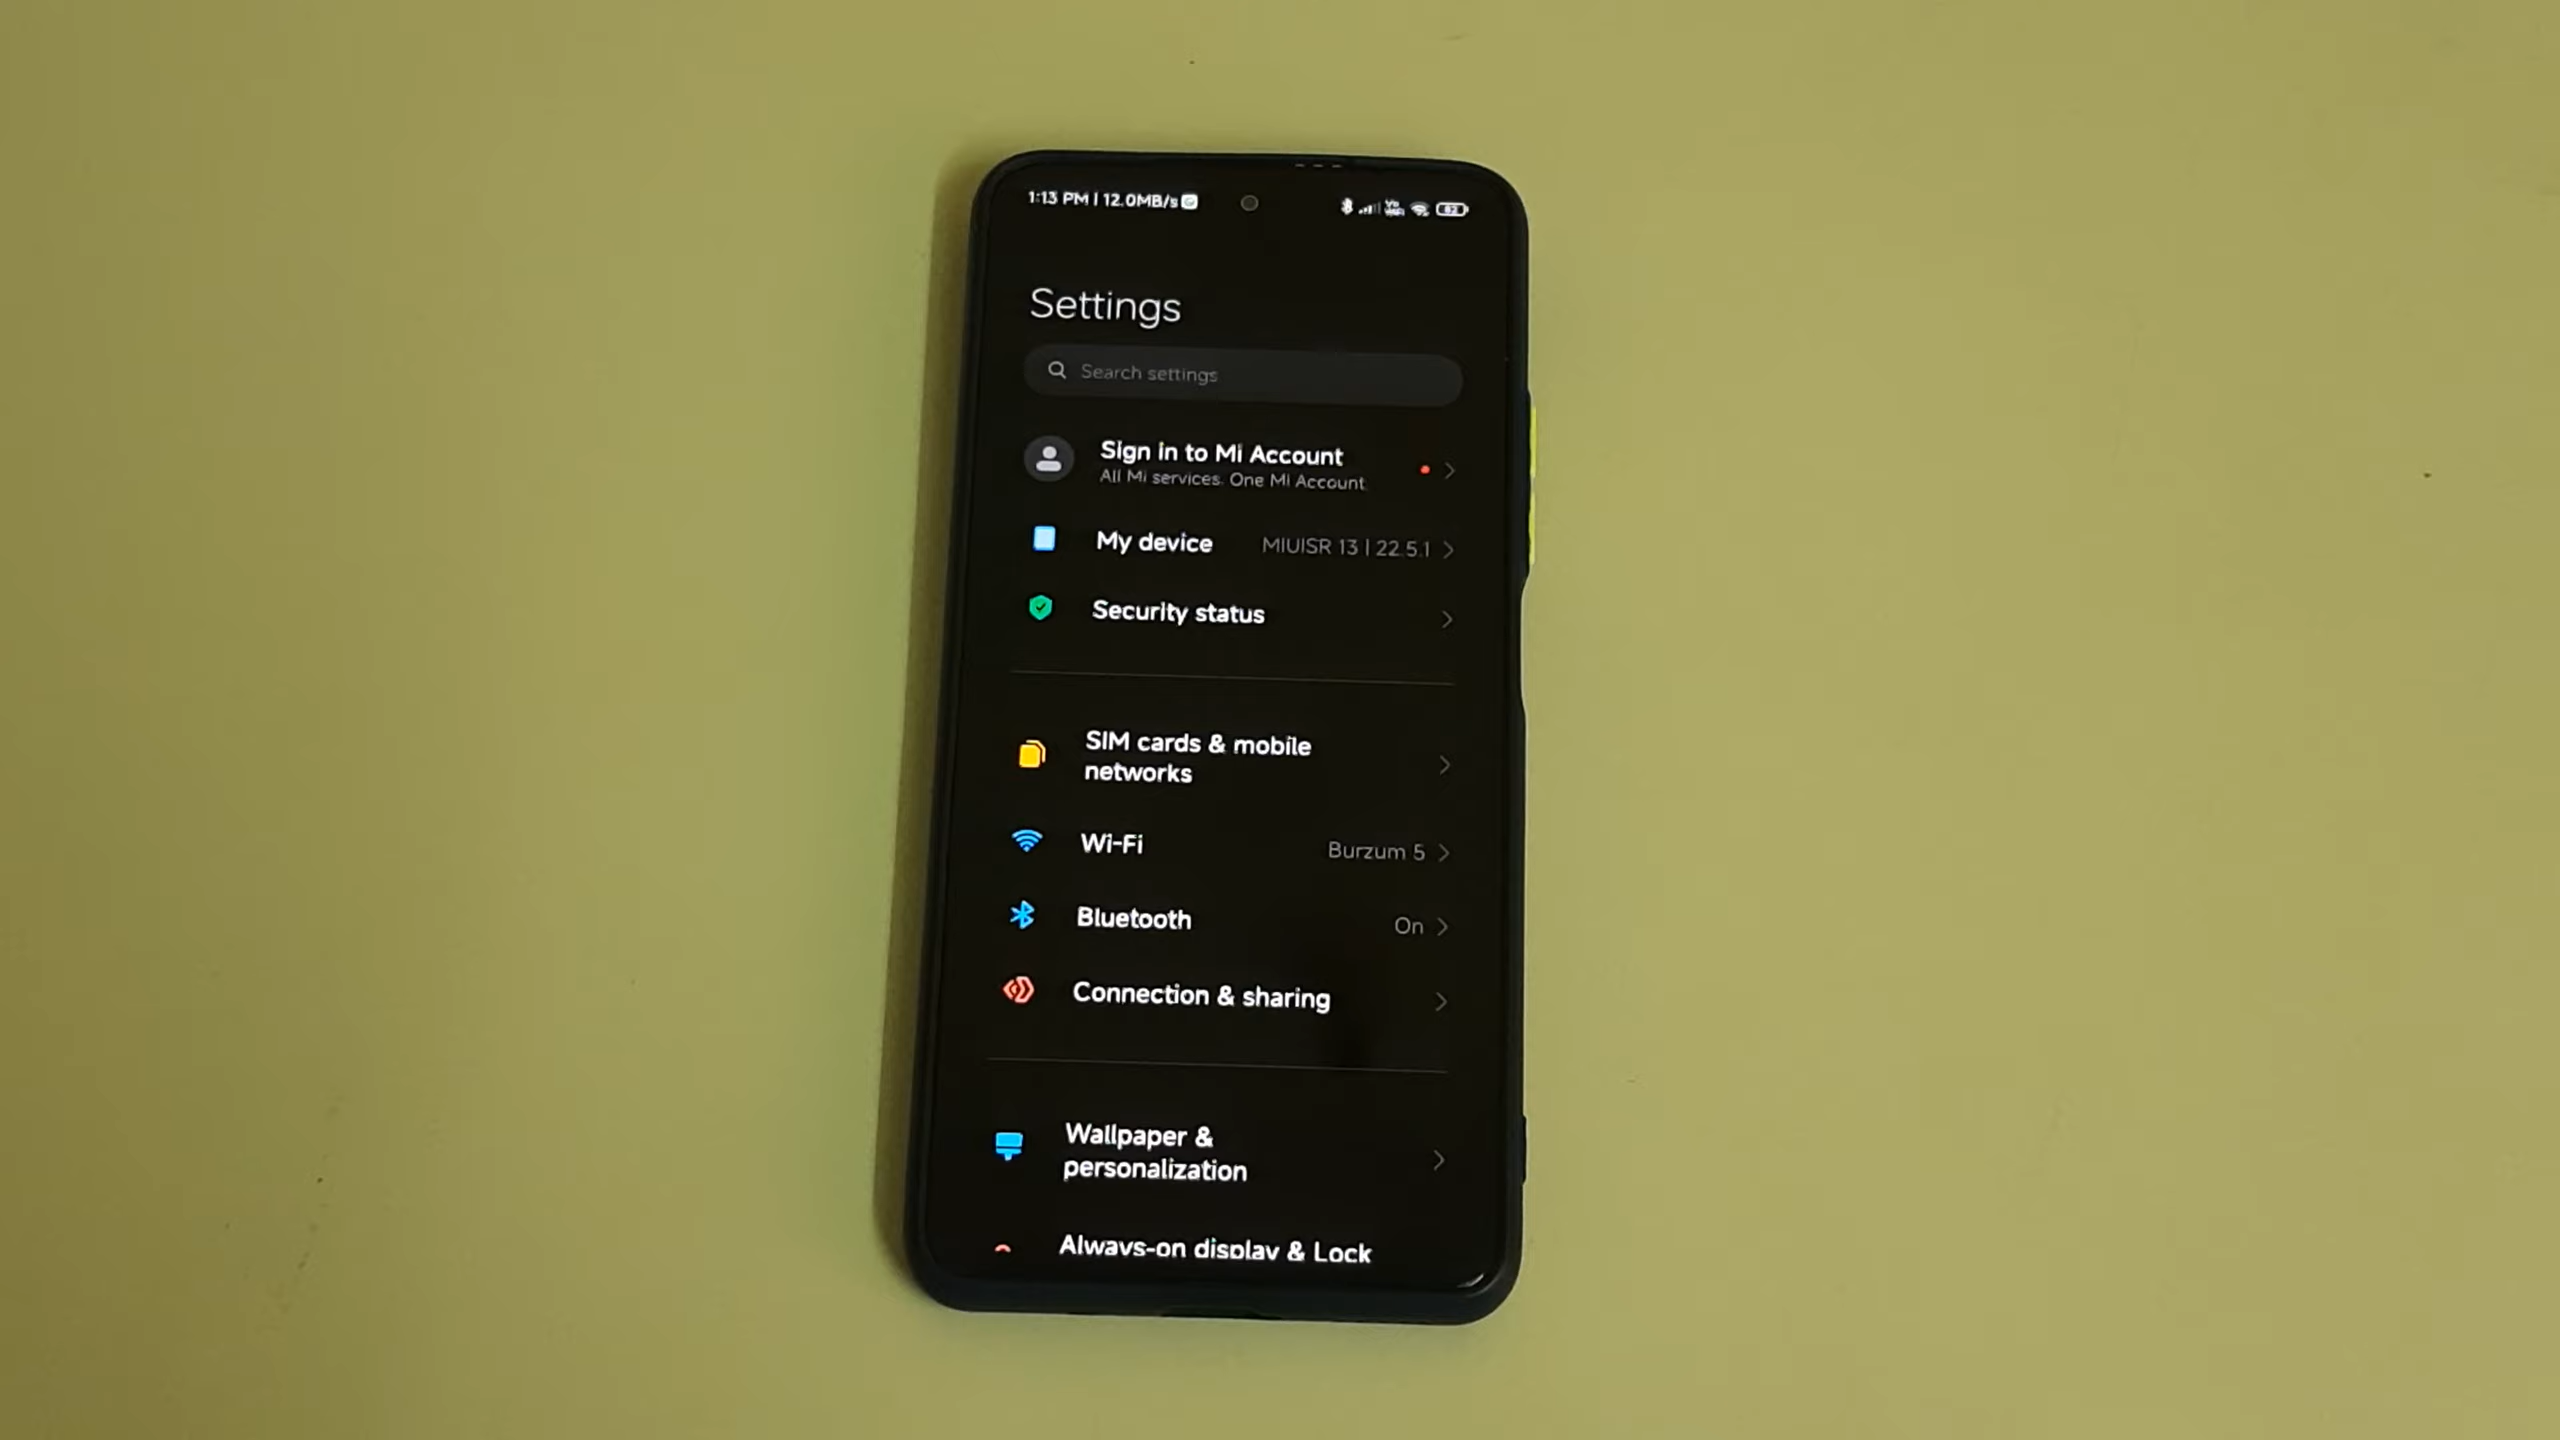 1:13 PM | 12.0MB/s
Settings
Search settings
Sign in to Mi Account
All Mi services. One Mi Account.
My device MIUISR 13 | 22.5.1
Security status
SIM cards & mobile
networks
Wi-Fi Burzum 5
Bluetooth On
Connection & sharing
Wallpaper &
personalization
Always-on display & Lock